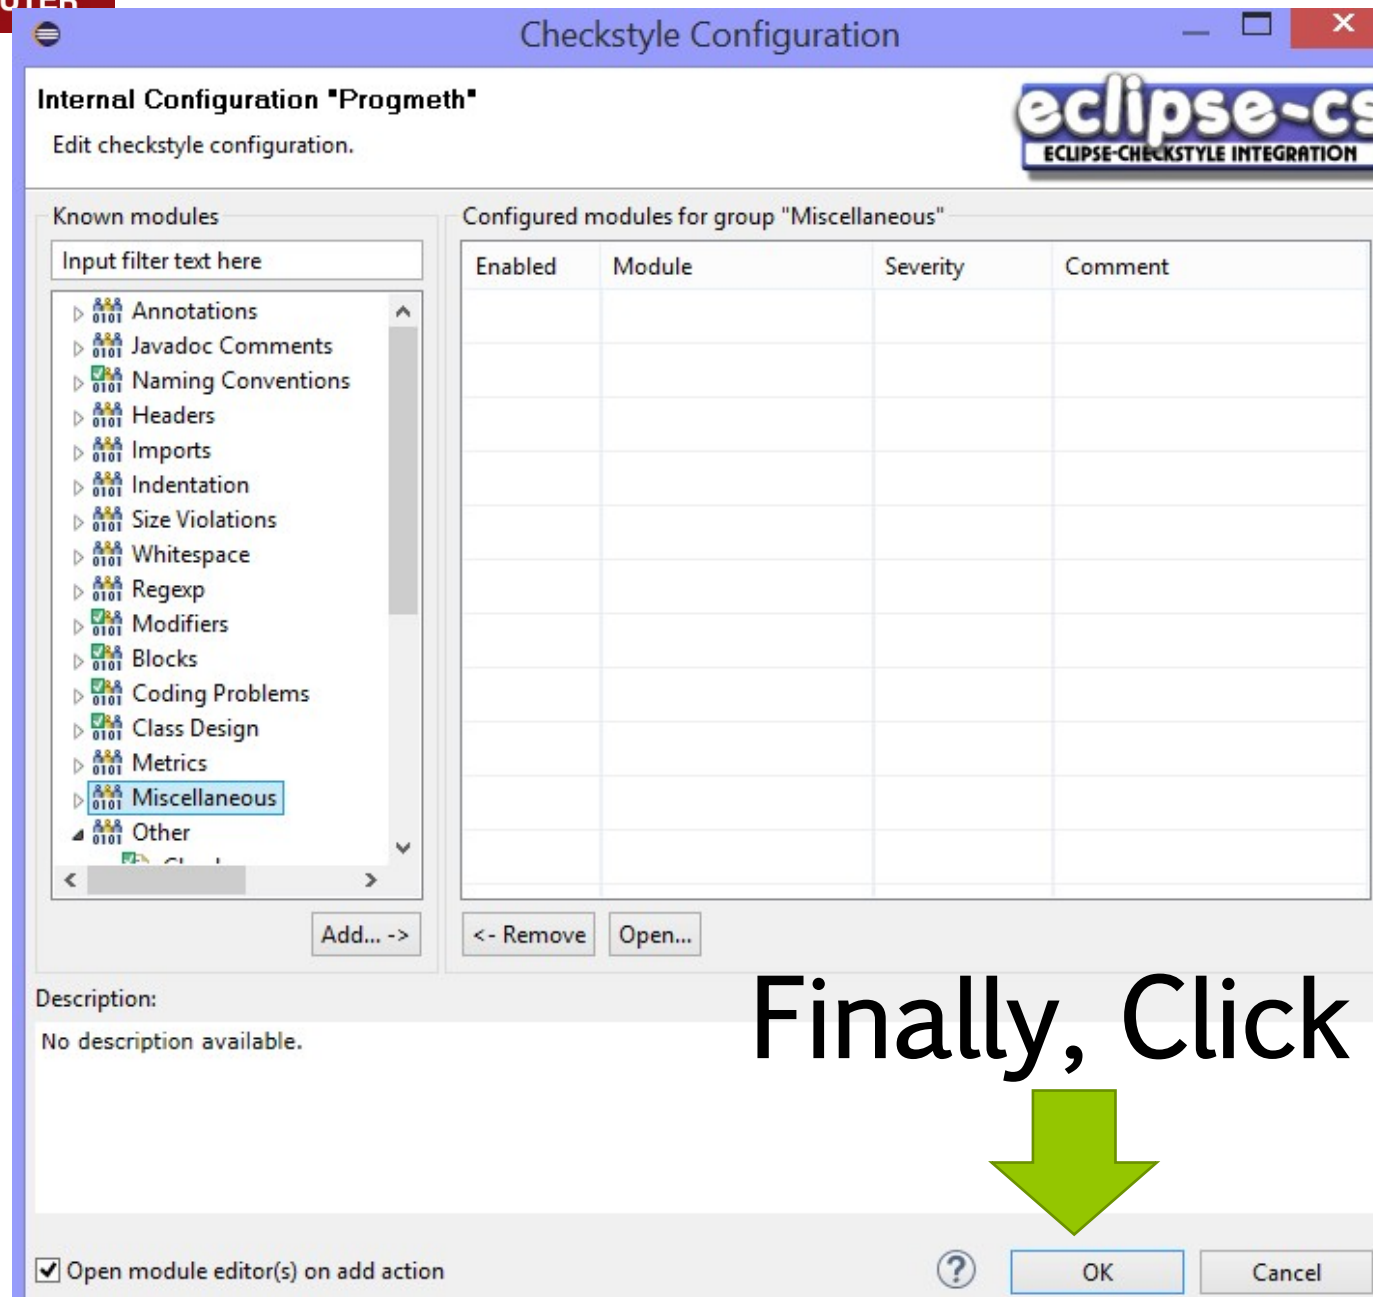 Checkstyle Configuration
Internal Configuration "Progmeth"
Edit checkstyle configuration.
eclipse-cs
ECLIPSE-CHECKSTYLE INTEGRATION
Known modules
Configured modules for group "Miscellaneous"
Input filter text here
Enabled Module Severity Comment
Annotations
Javadoc Comments
Naming Conventions
Headers
Imports
Indentation
Size Violations
Whitespace
Regexp
Modifiers
Blocks
Coding Problems
Class Design
Metrics
Miscellaneous
Other
Add... ->
<- Remove
Open...
Description:
No description available.
Finally, Click
Open module editor(s) on add action
?
OK
Cancel